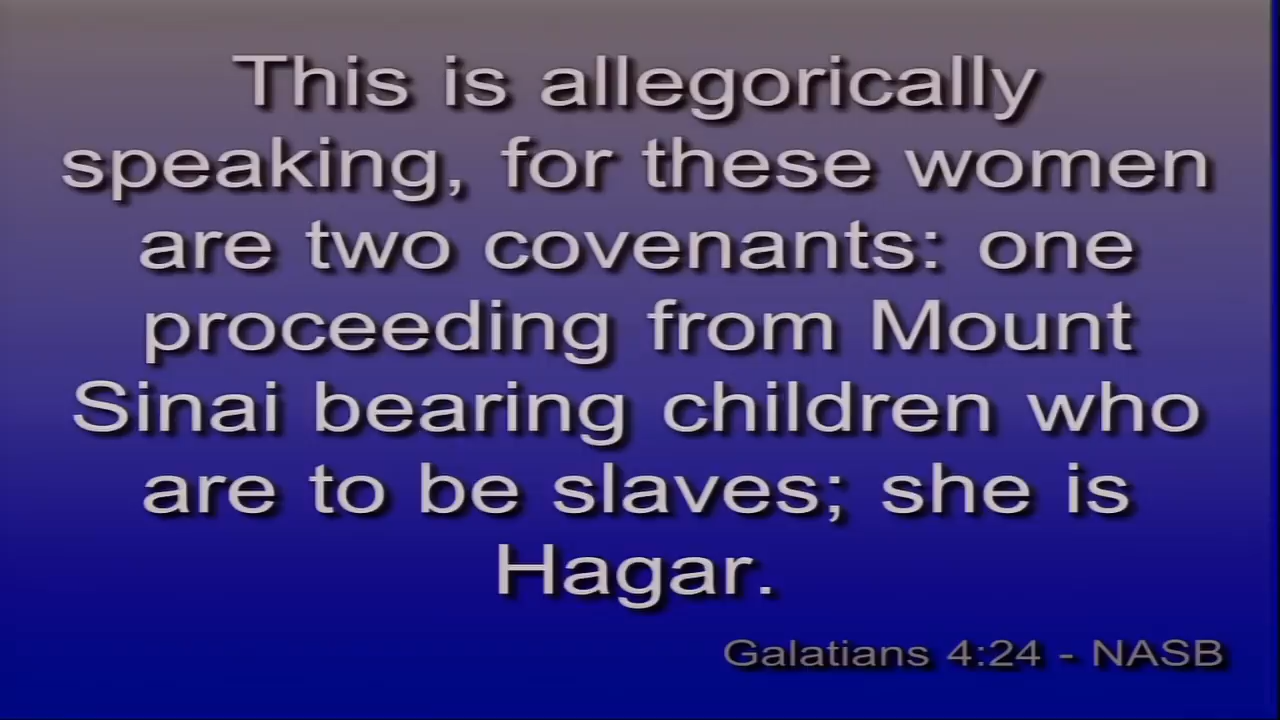 This is allegorically
speaking, for these women
are two covenants: one
proceeding from Mount
Sinai bearing children who
are to be slaves; she is
Hagar.
Galatians 4:24 - NASB